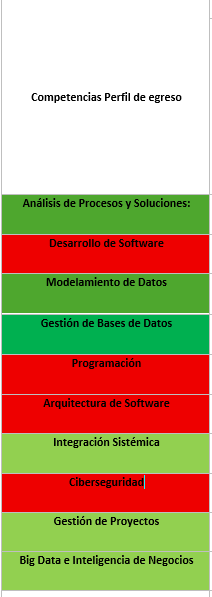 Competencias Perfil de egreso
Análisis de Procesos y Soluciones:
Desarrollo de Software
Modelamiento de Datos
Gestión de Bases de Datos
Programación
Arquitectura de Software
Integración Sistémica
Ciberseguridad
Gestión de Proyectos
Big Data e Inteligencia de Negocios